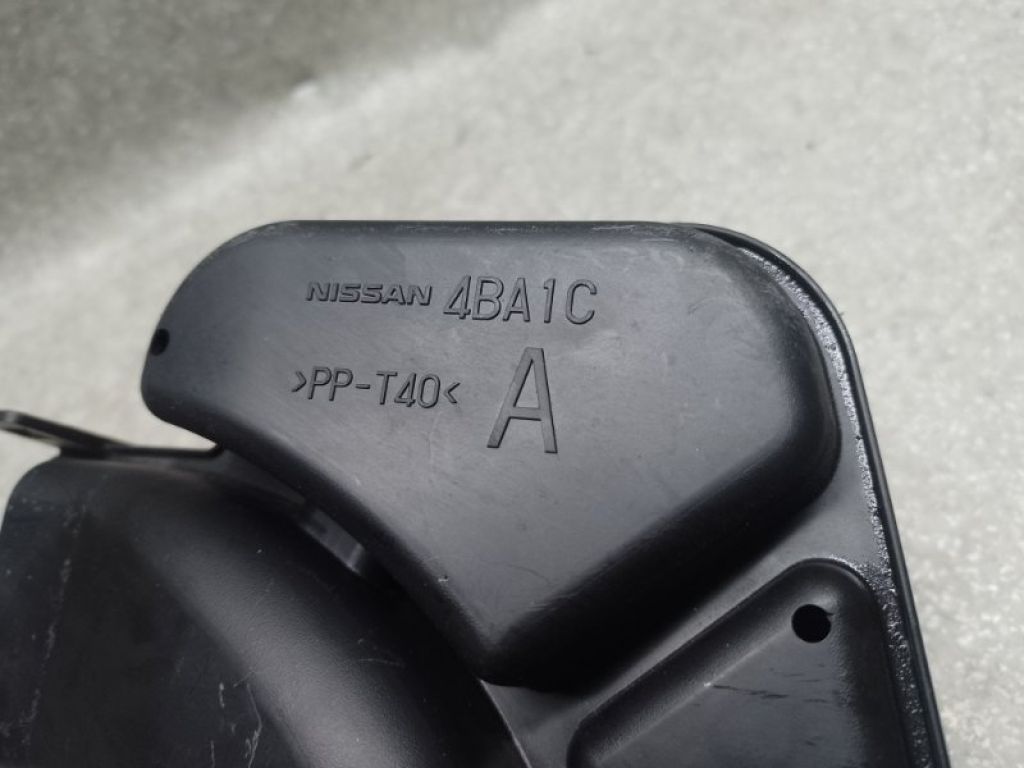 NISSAN 4BA1C
>PP-T40< A